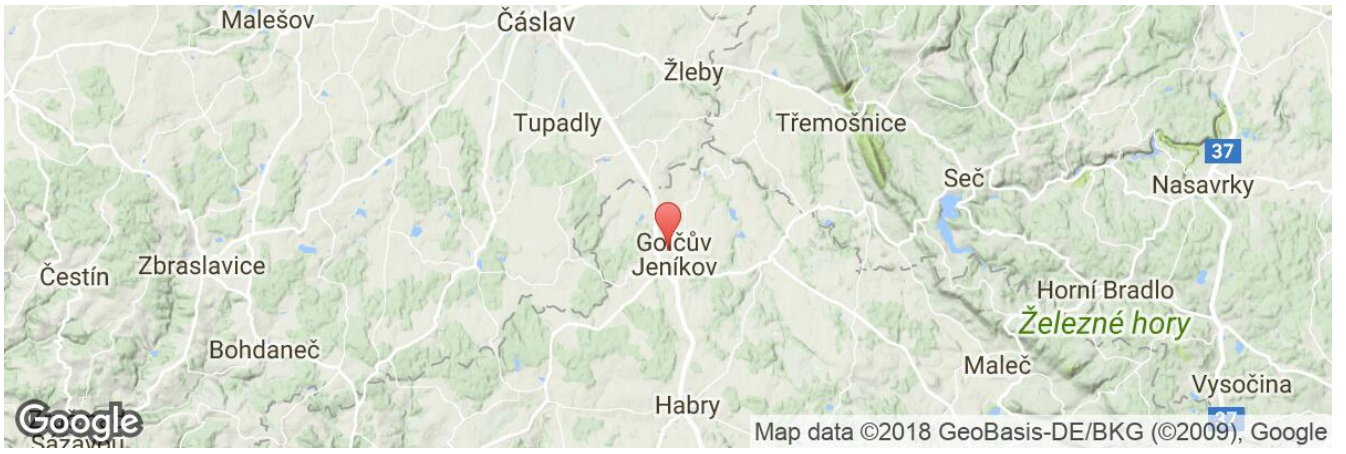 Malešov
Čáslav
Žleby
Tupadly
Třemošnice
37
Seč
Nasavrky
Golčův
Jeníkov
Zbraslavice
Čestín
Horní Bradlo
Železné hory
Bohdaneč
Maleč
Vysočina
Habry
37
Google
Sázavou
Map data ©2018 GeoBasis-DE/BKG (©2009), Google